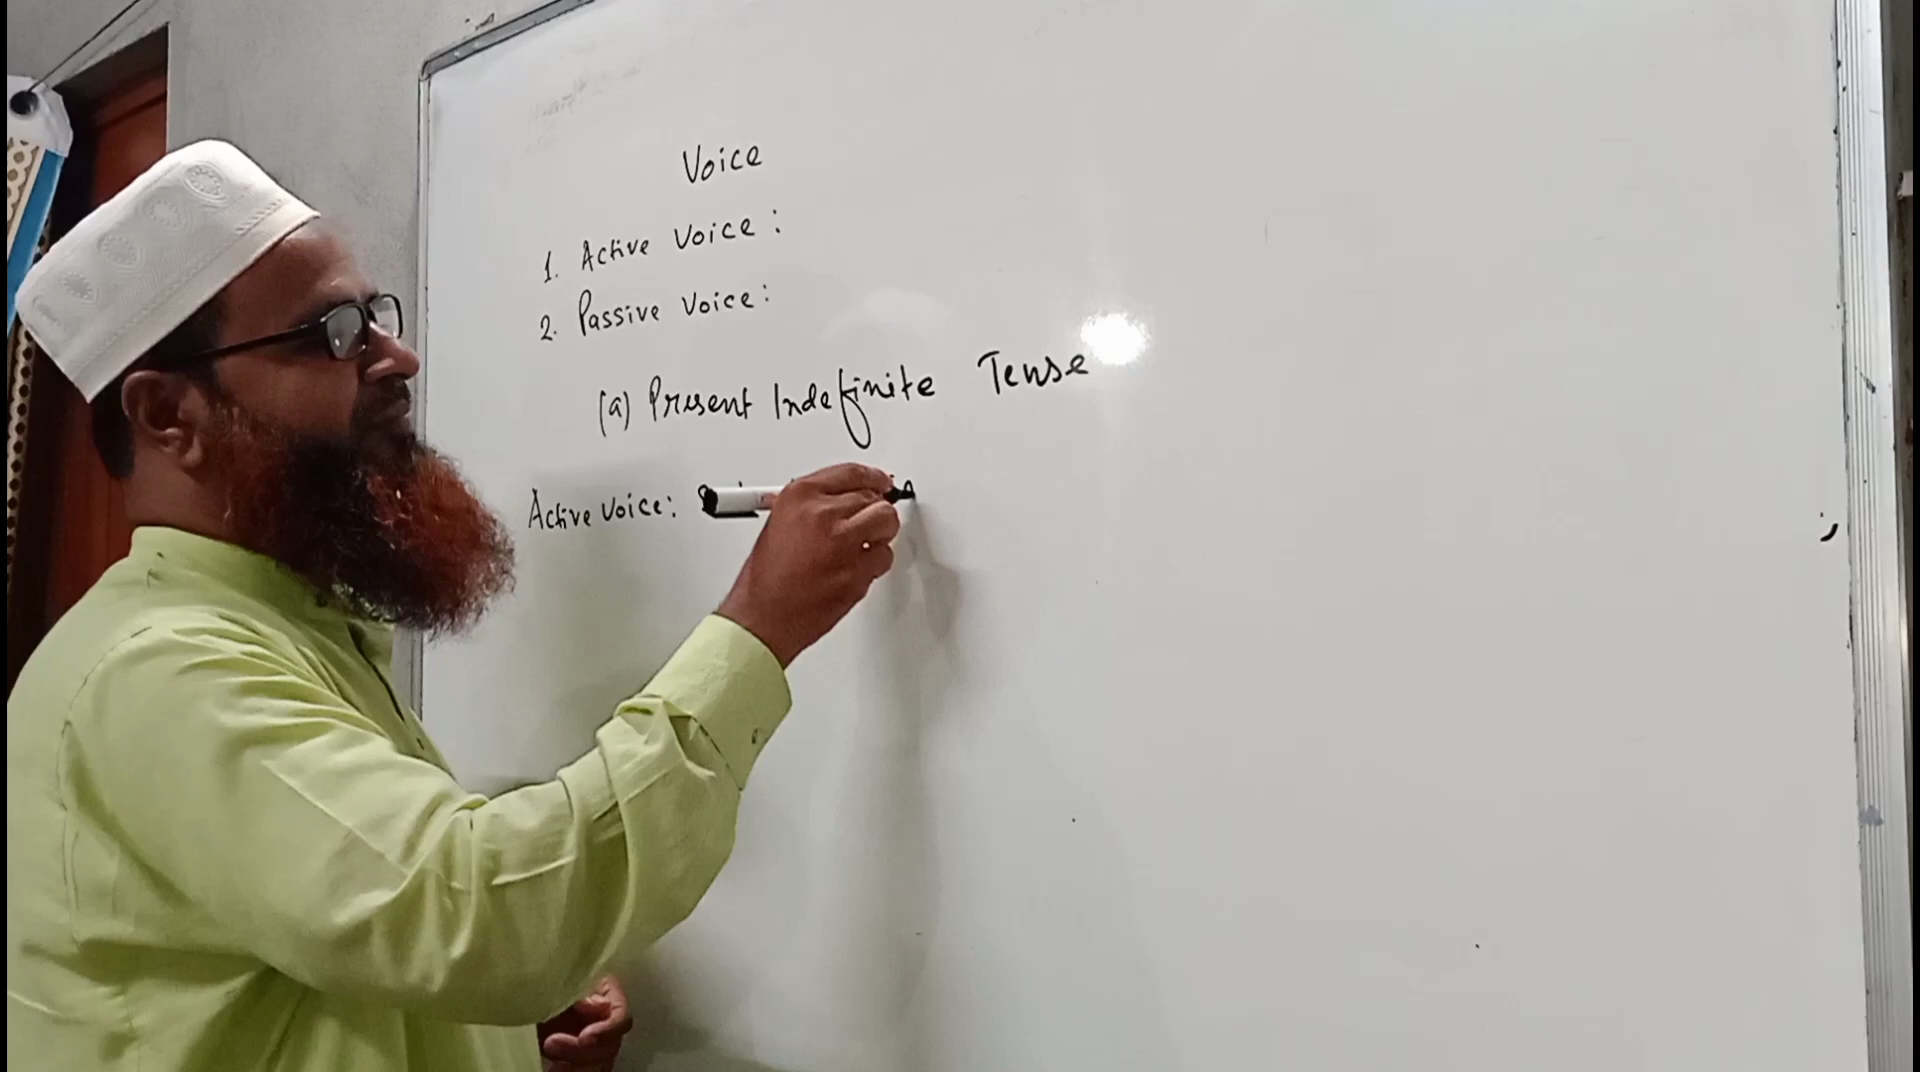 Voice
1. Active Voice :
2. Passive Voice :
(a) Present Indefinite Tense
Active Voice :